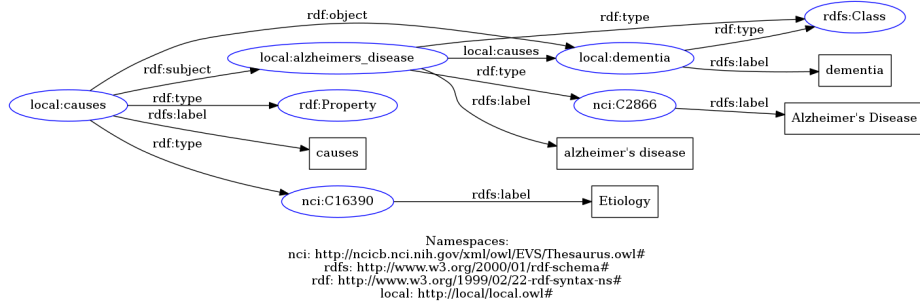 rdf:object
rdf:type
rdfs:Class
rdf:type
local:causes
local:alzheimers_disease
local:dementia
rdfs:label
dementia
rdf:subject
rdf:type
rdf:type
local:causes
rdf:Property
rdfs:label
nci:C2866
rdfs:label
Alzheimer's Disease
rdfs:label
causes
alzheimer's disease
rdf:type
nci:C16390
rdfs:label
Etiology
Namespaces:
nci: http://ncicb.nci.nih.gov/xml/owl/EVS/Thesaurus.owl#
rdfs: http://www.w3.org/2000/01/rdf-schema#
rdf: http://www.w3.org/1999/02/22-rdf-syntax-ns#
local: http://local/local.owl#